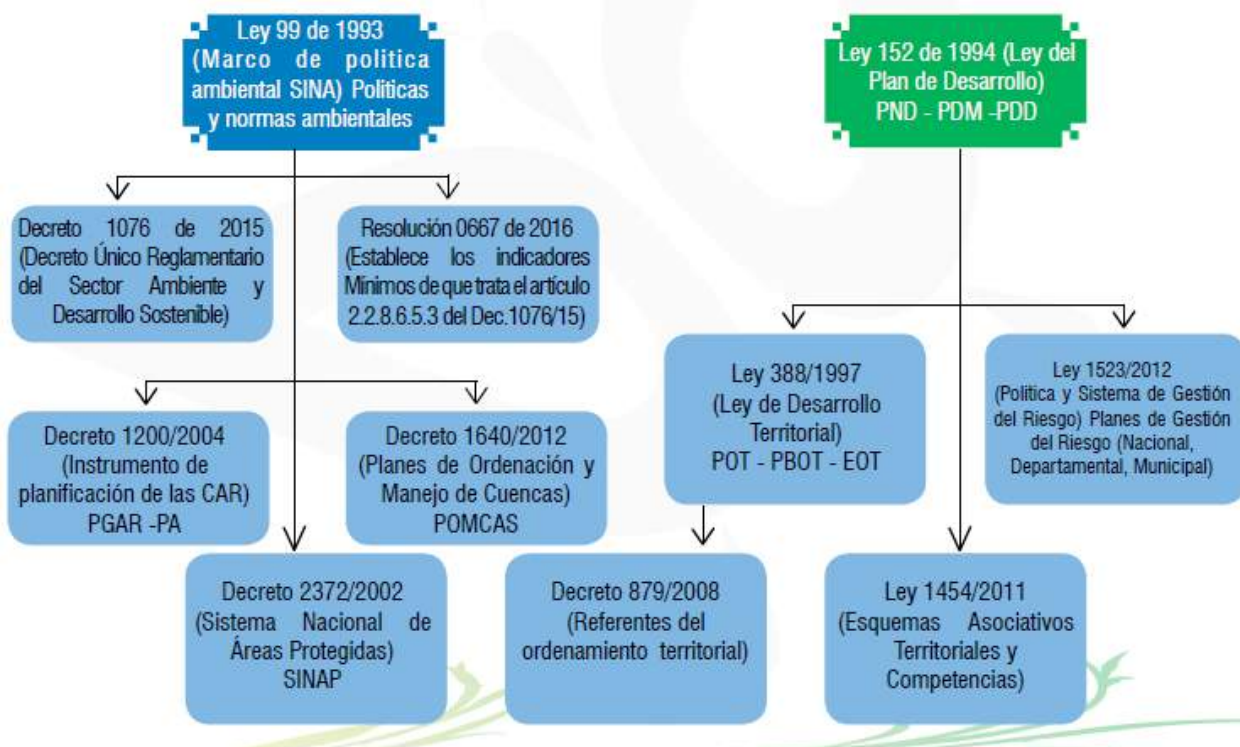 Ley 99 de 1993
(Marco de politica
ambiental SINA) Políticas
y normas ambientales
Ley 152 de 1994 (Ley del
Plan de Desarrollo)
PND - PDM -PDD
Decreto 1076 de 2015
(Decreto Único Reglamentario
del Sector Ambiente y
Desarrollo Sostenible)
Resolución 0667 de 2016
(Establece los indicadores
Mínimos de que trata el artículo
2.2.8.6.5.3 del Dec.1076/15)
Ley 388/1997
(Ley de Desarrollo
Territorial)
POT - PBOT - EOT
Ley 1523/2012
(Política y Sistema de Gestión
del Riesgo) Planes de Gestión
del Riesgo (Nacional,
Departamental, Municipal)
Decreto 1200/2004
(Instrumento de
planificación de las CAR)
PGAR -PA
Decreto 1640/2012
(Planes de Ordenación y
Manejo de Cuencas)
POMCAS
Decreto 2372/2002
(Sistema Nacional de
Áreas Protegidas)
SINAP
Decreto 879/2008
(Referentes del
ordenamiento territorial)
Ley 1454/2011
(Esquemas Asociativos
Territoriales y
Competencias)